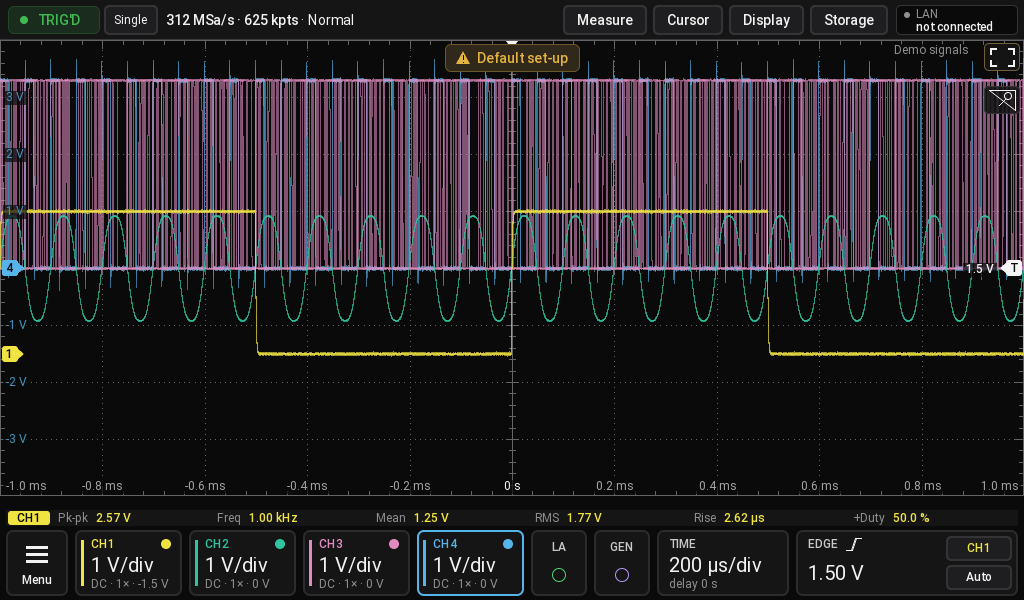 TRIG'D
Single
312 MSa/s · 625 kpts · Normal
Measure
Cursor
Display
Storage
LAN
not connected
Default set-up
Demo signals
3 V
2 V
1 V
4
1.5 V
T
-1 V
1
-2 V
-3 V
-1.0 ms
-0.8 ms
-0.6 ms
-0.4 ms
-0.2 ms
0 s
0.2 ms
0.4 ms
0.6 ms
0.8 ms
1.0 ms
CH1
Pk-pk 2.57 V
Freq 1.00 kHz
Mean 1.25 V
RMS 1.77 V
Rise 2.62 µs
+Duty 50.0 %
Menu
CH1
1 V/div
DC · 1× · -1.5 V
CH2
1 V/div
DC · 1× · 0 V
CH3
1 V/div
DC · 1× · 0 V
CH4
1 V/div
DC · 1× · 0 V
LA
GEN
TIME
200 µs/div
delay 0 s
EDGE
1.50 V
CH1
Auto